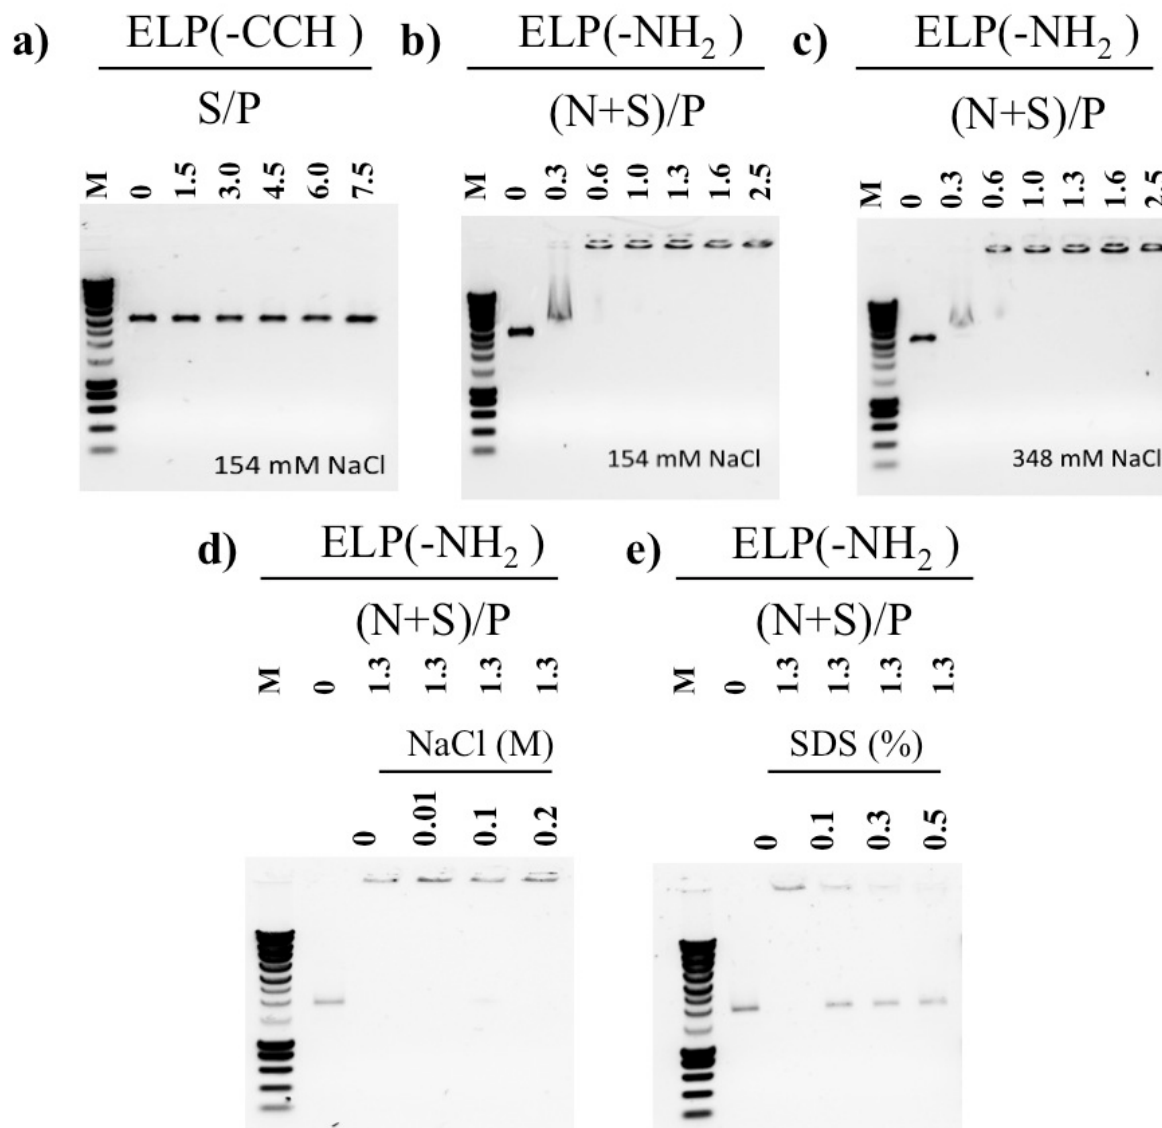 a)
ELP(-CCH )
S/P
M 0 1.5 3.0 4.5 6.0 7.5
154 mM NaCl
b)
ELP(-NH₂ )
(N+S)/P
M 0 0.3 0.6 1.0 1.3 1.6 2.5
154 mM NaCl
c)
ELP(-NH₂ )
(N+S)/P
M 0 0.3 0.6 1.0 1.3 1.6 2.5
348 mM NaCl
d)
ELP(-NH₂ )
(N+S)/P
M 0 1.3 1.3 1.3 1.3
NaCl (M)
0 0.01 0.1 0.2
e)
ELP(-NH₂ )
(N+S)/P
M 0 1.3 1.3 1.3 1.3
SDS (%)
0 0.1 0.3 0.5